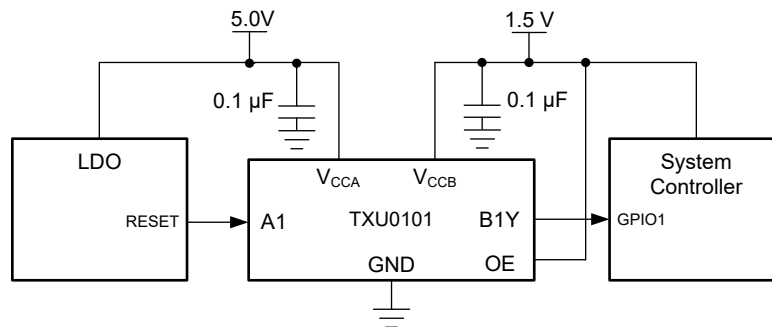 5.0V
1.5 V
0.1 µF
0.1 µF
LDO
RESET
VCCA
VCCB
A1
TXU0101
B1Y
GND
OE
System
Controller
GPIO1